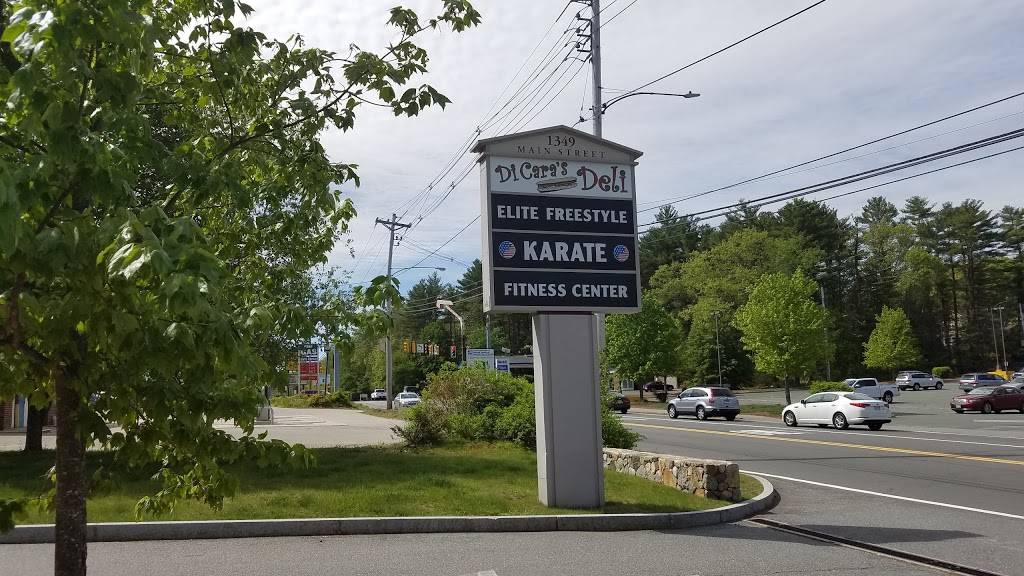 1349
MAIN STREET
DiCara's Deli
ELITE FREESTYLE
KARATE
FITNESS CENTER